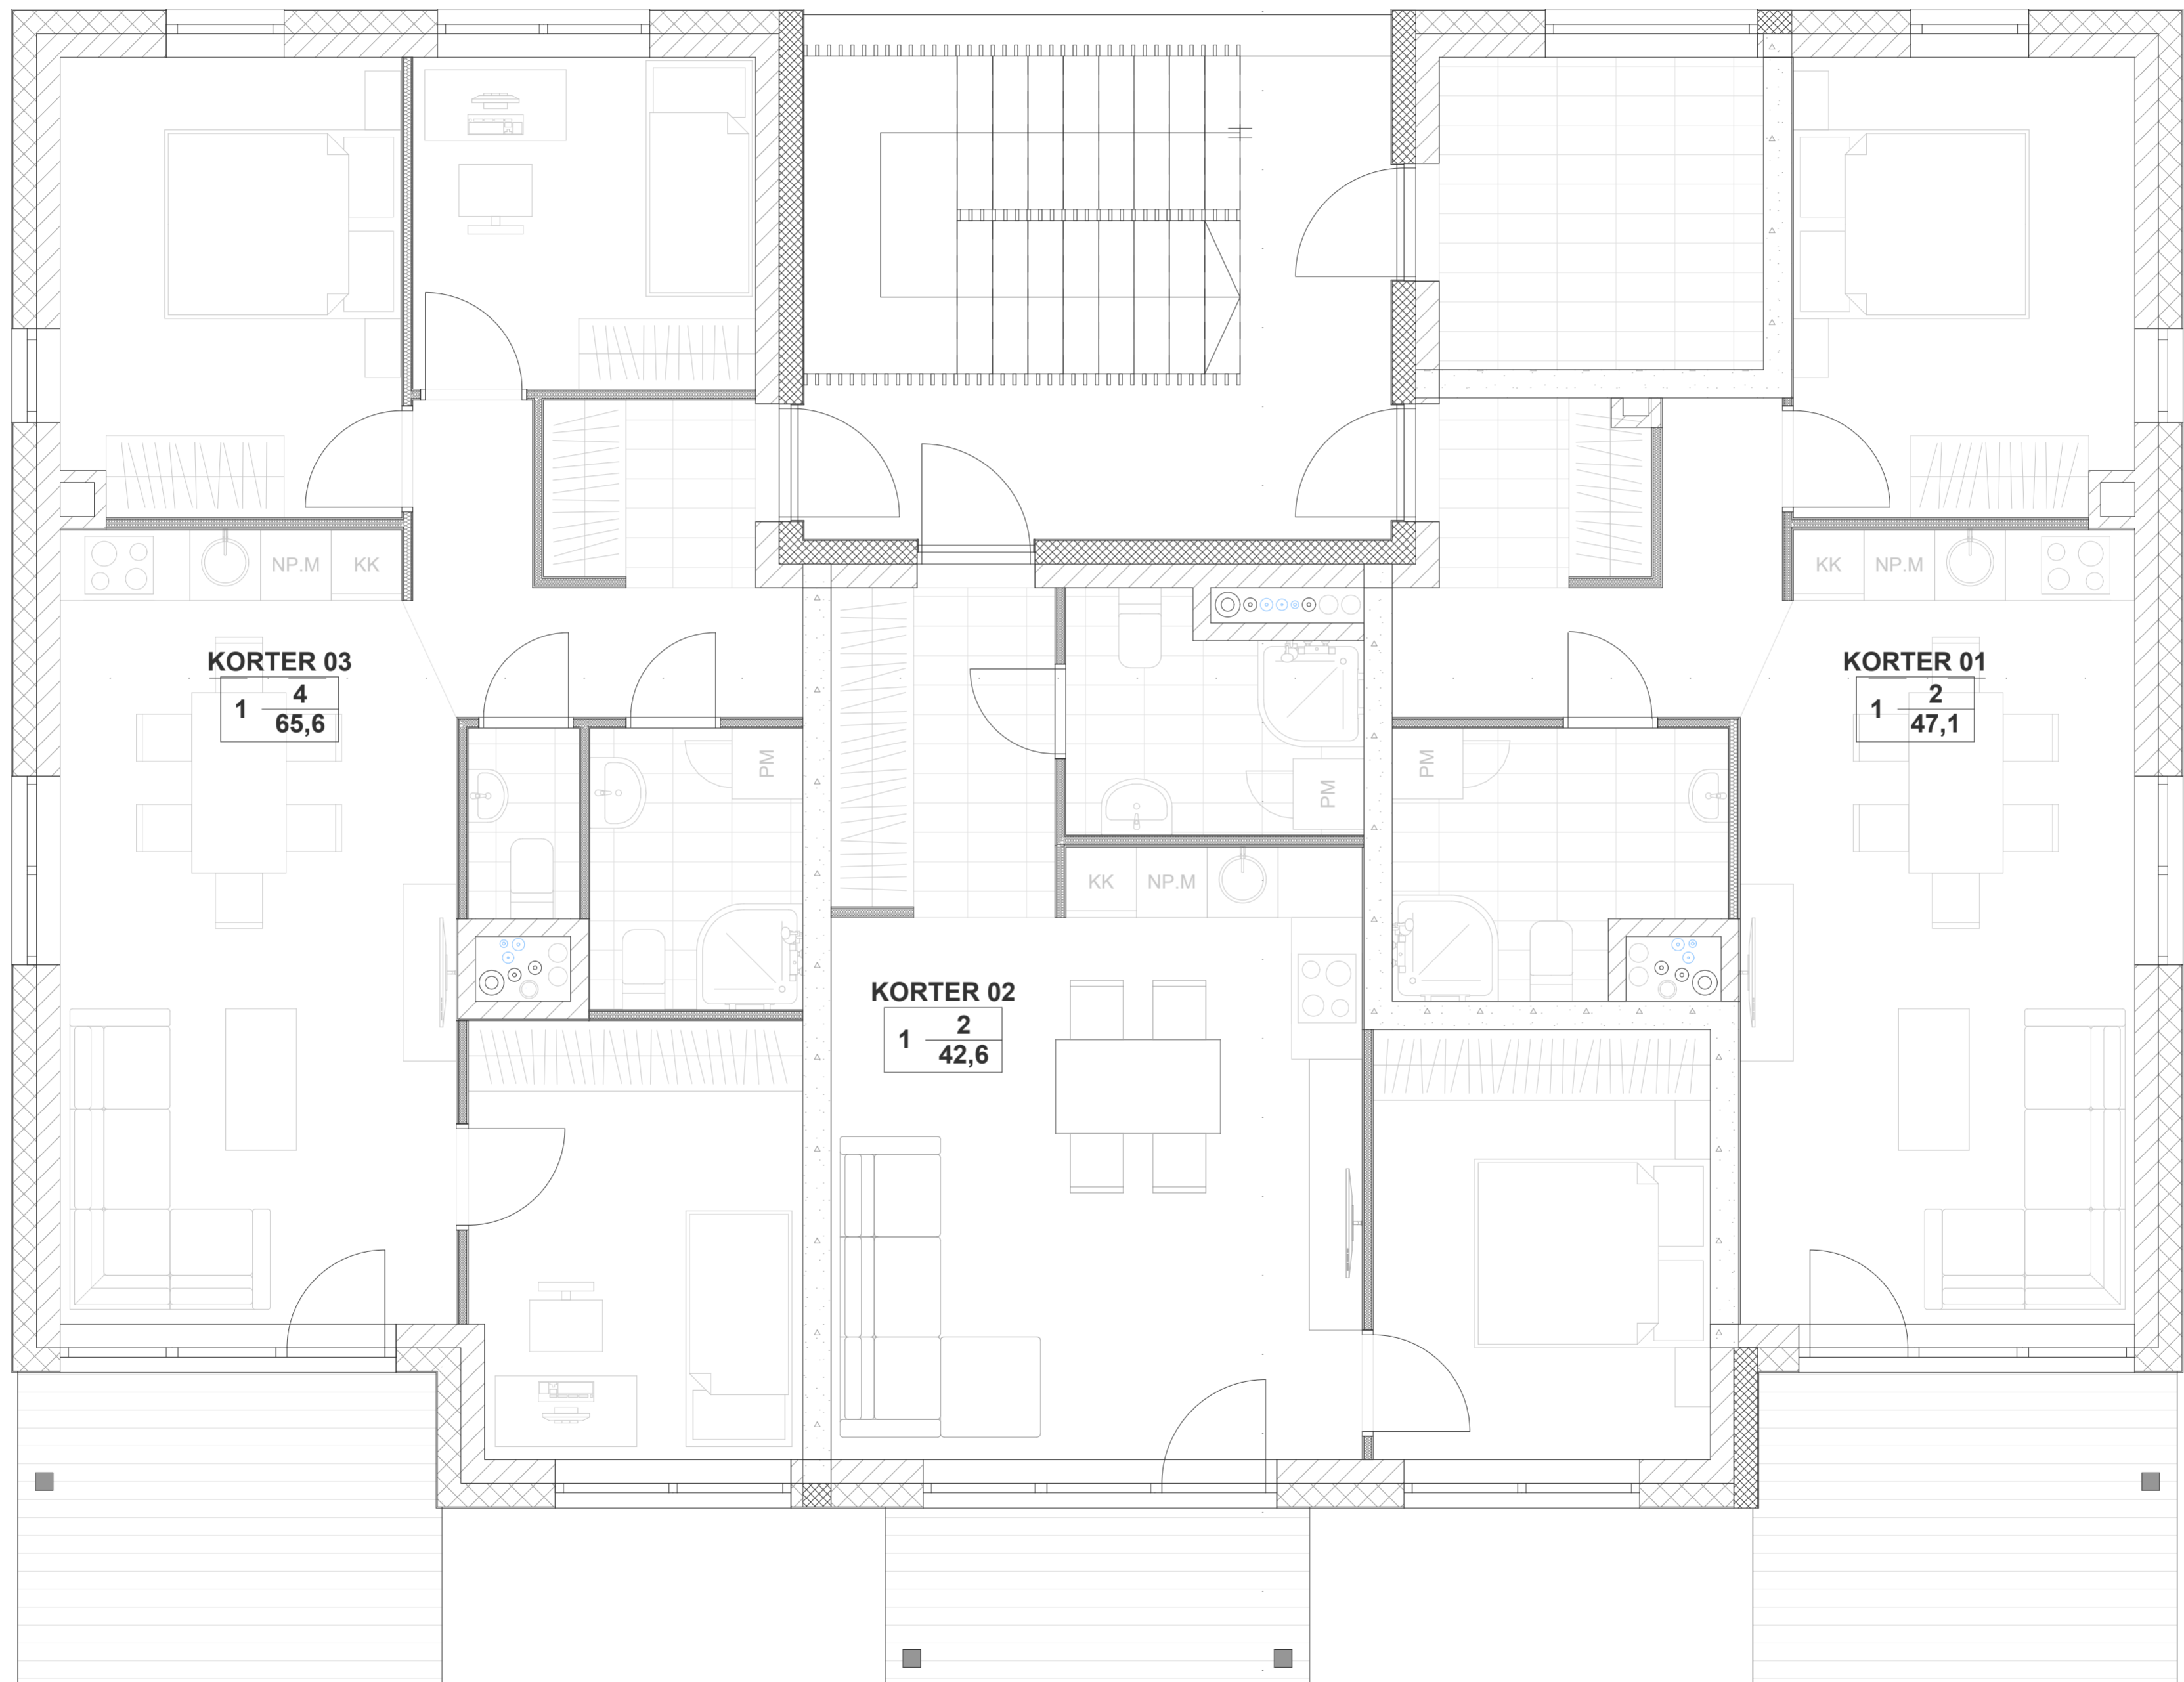 NP.M
KK
KK
NP.M
KORTER 03
4
1
65,6
KORTER 01
2
1
47,1
PM
PM
PM
KK
NP.M
KORTER 02
2
1
42,6